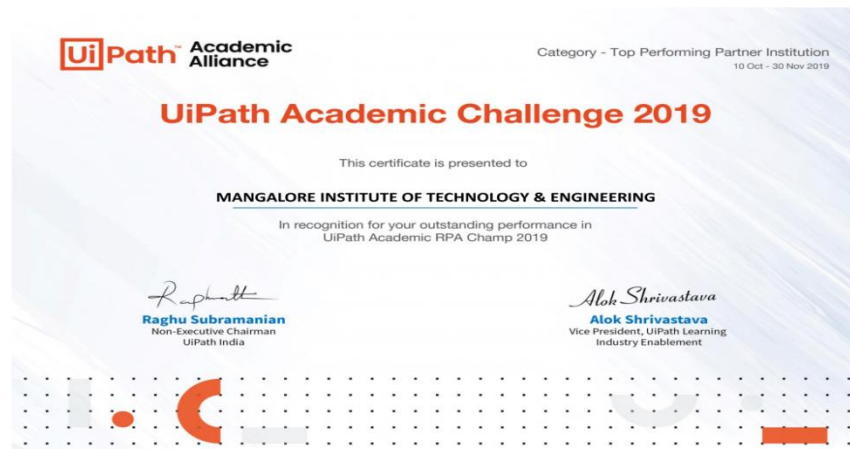 UiPath™ Academic Alliance
Category - Top Performing Partner Institution
10 Oct - 30 Nov 2019
UiPath Academic Challenge 2019
This certificate is presented to
MANGALORE INSTITUTE OF TECHNOLOGY & ENGINEERING
In recognition for your outstanding performance in
UiPath Academic RPA Champ 2019
Alok Shrivastava
Raghu Subramanian
Non-Executive Chairman
UiPath India
Alok Shrivastava
Vice President, UiPath Learning
Industry Enablement